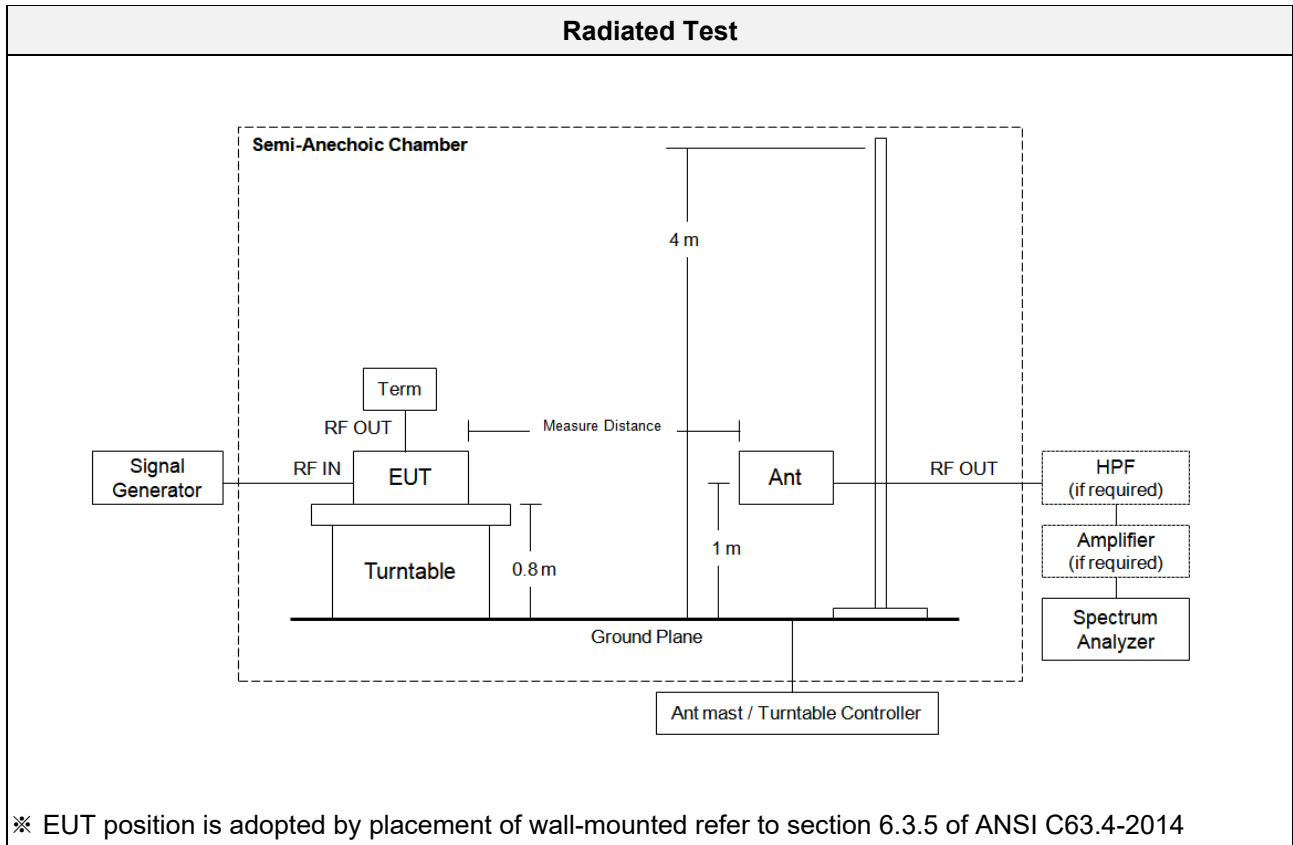 Radiated Test
Semi-Anechoic Chamber
4 m
Term
RF OUT
Measure Distance
Signal
Generator
RF IN
EUT
Ant
RF OUT
HPF
(if required)
Turntable
0.8 m
1 m
Amplifier
(if required)
Ground Plane
Spectrum
Analyzer
Ant mast / Turntable Controller
※ EUT position is adopted by placement of wall-mounted refer to section 6.3.5 of ANSI C63.4-2014